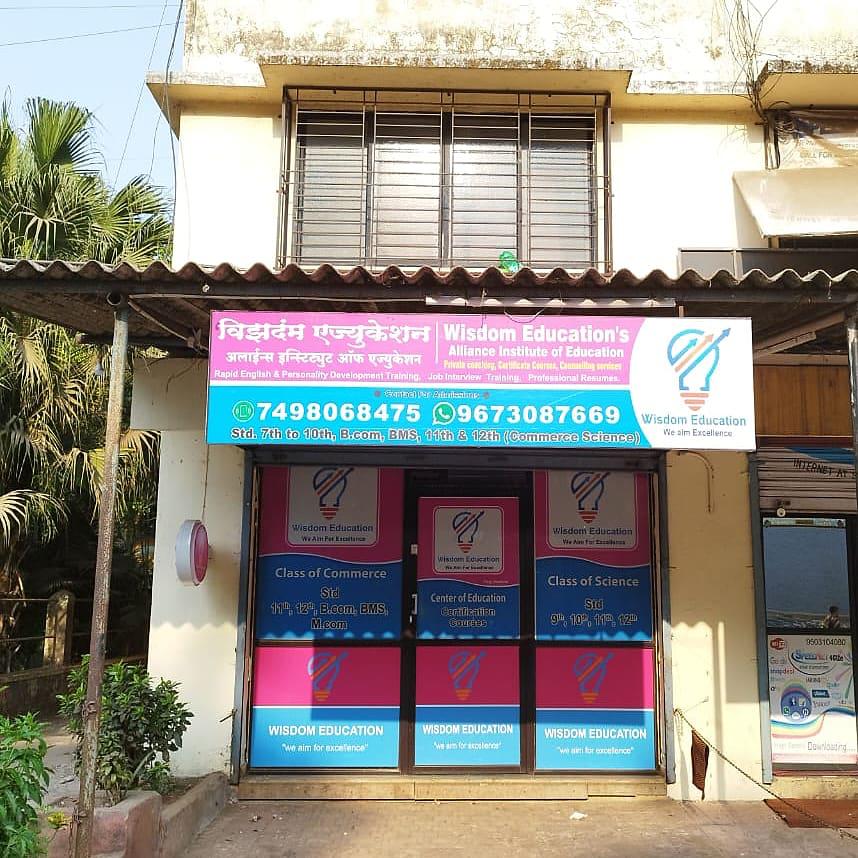 विझडंम एज्युकेशन
अलाईन्स इन्स्टिट्युट ऑफ एज्युकेशन
Wisdom Education's
Alliance Institute of Education
Private coaching, Certificate Courses, Counselling services
Rapid English & Personality Development Training, Job Interview Training, Professional Resumes.
Contact For Admissions
7498068475 9673087669
Std. 7th to 10th, B.com, BMS, 11th & 12th (Commerce Science)
Wisdom Education
We aim Excellence
INTERNET AT
Wisdom Education
We Aim For Excellence
Class of Commerce
Std
11th, 12th, B.com, BMS,
M.com
Wisdom Education
We Aim For Excellence
Center of Education
Certification
Courses
Wisdom Education
We Aim For Excellence
Class of Science
Std
9th, 10th, 11th, 12th
WISDOM EDUCATION
"we aim for excellence"
WISDOM EDUCATION
"we aim for excellence"
WISDOM EDUCATION
"we aim for excellence"
9503104080
snapdeal
Downloading....
CALL FOR